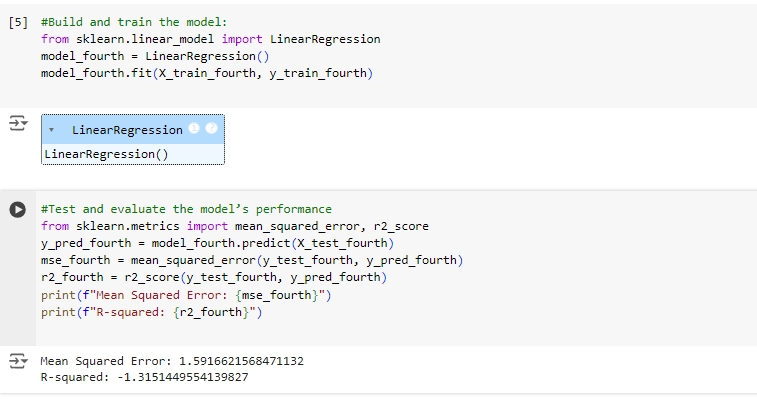 [5] #Build and train the model:
from sklearn.linear_model import LinearRegression
model_fourth = LinearRegression()
model_fourth.fit(X_train_fourth, y_train_fourth)
LinearRegression i ?
LinearRegression()
#Test and evaluate the model’s performance
from sklearn.metrics import mean_squared_error, r2_score
y_pred_fourth = model_fourth.predict(X_test_fourth)
mse_fourth = mean_squared_error(y_test_fourth, y_pred_fourth)
r2_fourth = r2_score(y_test_fourth, y_pred_fourth)
print(f"Mean Squared Error: {mse_fourth}")
print(f"R-squared: {r2_fourth}")
Mean Squared Error: 1.5916621568471132
R-squared: -1.3151449554139827